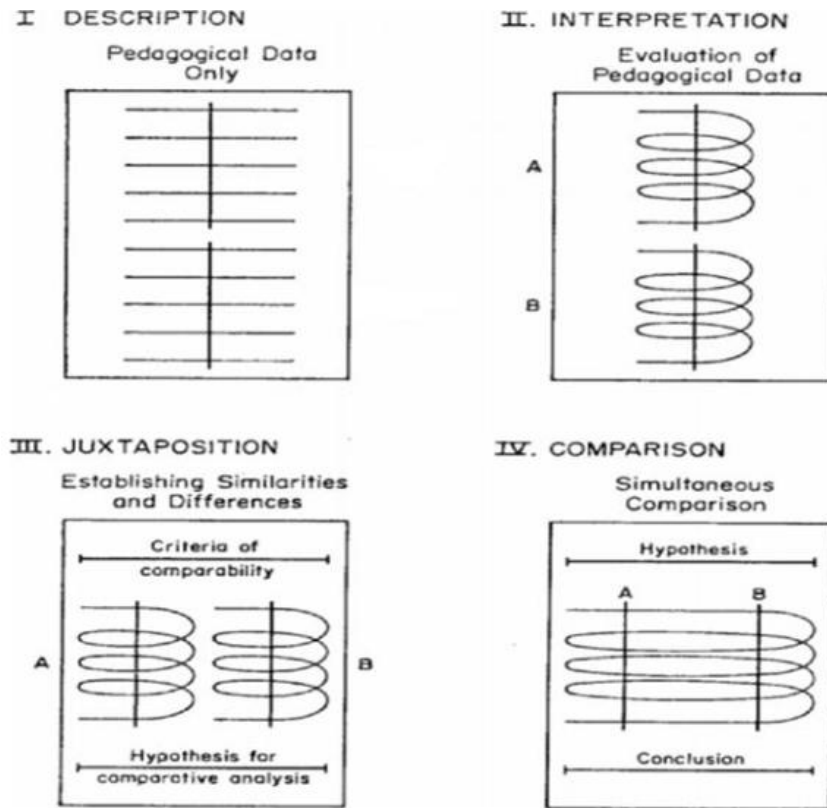 I DESCRIPTION
Pedagogical Data
Only
II. INTERPRETATION
Evaluation of
Pedagogical Data
A
B
III. JUXTAPOSITION
Establishing Similarities
and Differences
Criteria of
comparability
A
B
Hypothesis for
comparative analysis
IV. COMPARISON
Simultaneous
Comparison
Hypothesis
A B
Conclusion